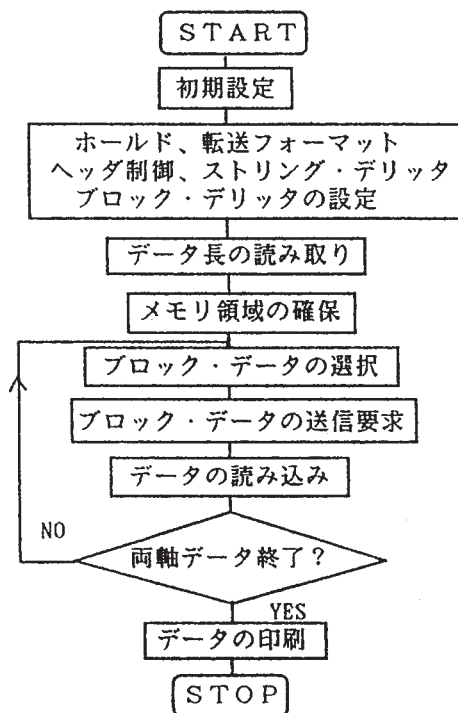 START
初期設定
ホールド、転送フォーマット
ヘッダ制御、ストリング・デリッタ
ブロック・デリッタの設定
データ長の読み取り
メモリ領域の確保
ブロック・データの選択
ブロック・データの送信要求
データの読み込み
NO
両軸データ終了?
YES
データの印刷
STOP